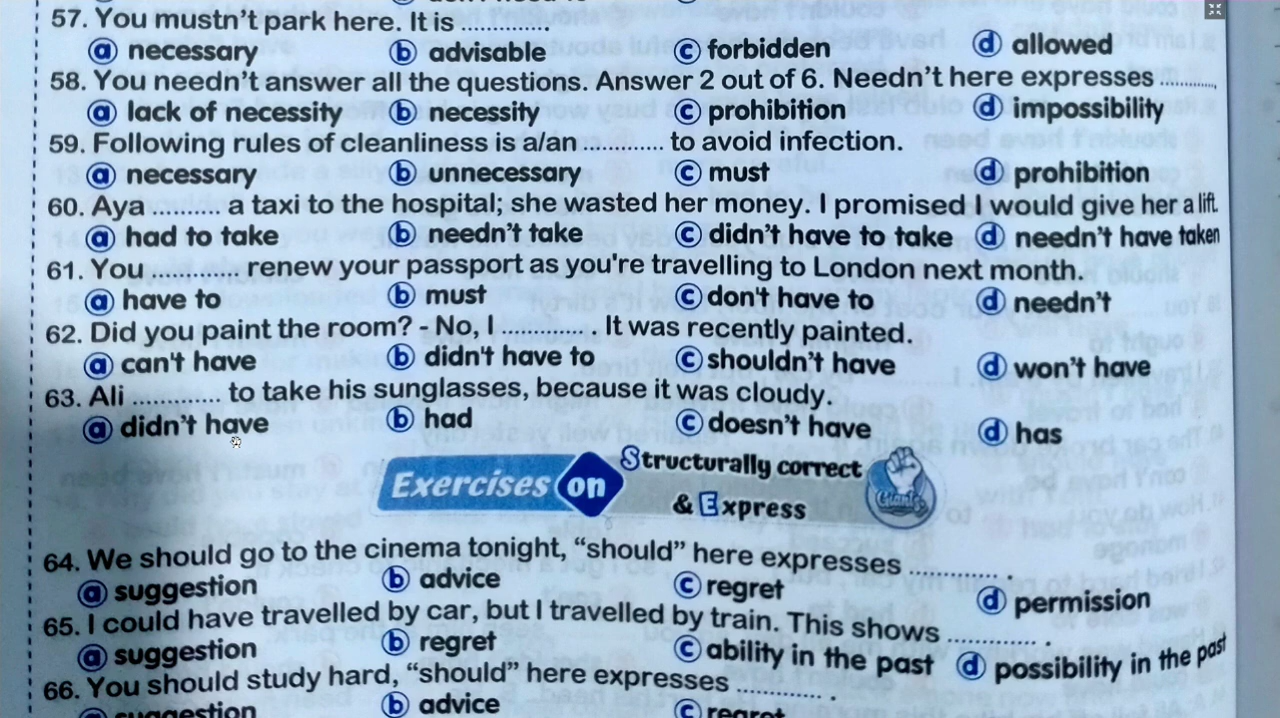 57. You mustn't park here. It is ..........
ⓐ necessary ⓑ advisable ⓒ forbidden ⓓ allowed
58. You needn't answer all the questions. Answer 2 out of 6. Needn't here expresses ..........
ⓐ lack of necessity ⓑ necessity ⓒ prohibition ⓓ impossibility
59. Following rules of cleanliness is a/an .......... to avoid infection.
ⓐ necessary ⓑ unnecessary ⓒ must ⓓ prohibition
60. Aya .......... a taxi to the hospital; she wasted her money. I promised I would give her a lift.
ⓐ had to take ⓑ needn't take ⓒ didn't have to take ⓓ needn't have taken
61. You .......... renew your passport as you're travelling to London next month.
ⓐ have to ⓑ must ⓒ don't have to ⓓ needn't
62. Did you paint the room? - No, I .......... . It was recently painted.
ⓐ can't have ⓑ didn't have to ⓒ shouldn't have ⓓ won't have
63. Ali .......... to take his sunglasses, because it was cloudy.
ⓐ didn't have ⓑ had ⓒ doesn't have ⓓ has
Exercises on Structurally correct
& Express
Giants
64. We should go to the cinema tonight, "should" here expresses .......... .
ⓐ suggestion ⓑ advice ⓒ regret ⓓ permission
65. I could have travelled by car, but I travelled by train. This shows .......... .
ⓐ suggestion ⓑ regret ⓒ ability in the past ⓓ possibility in the past
66. You should study hard, "should" here expresses .......... .
ⓐ suggestion ⓑ advice ⓒ regret